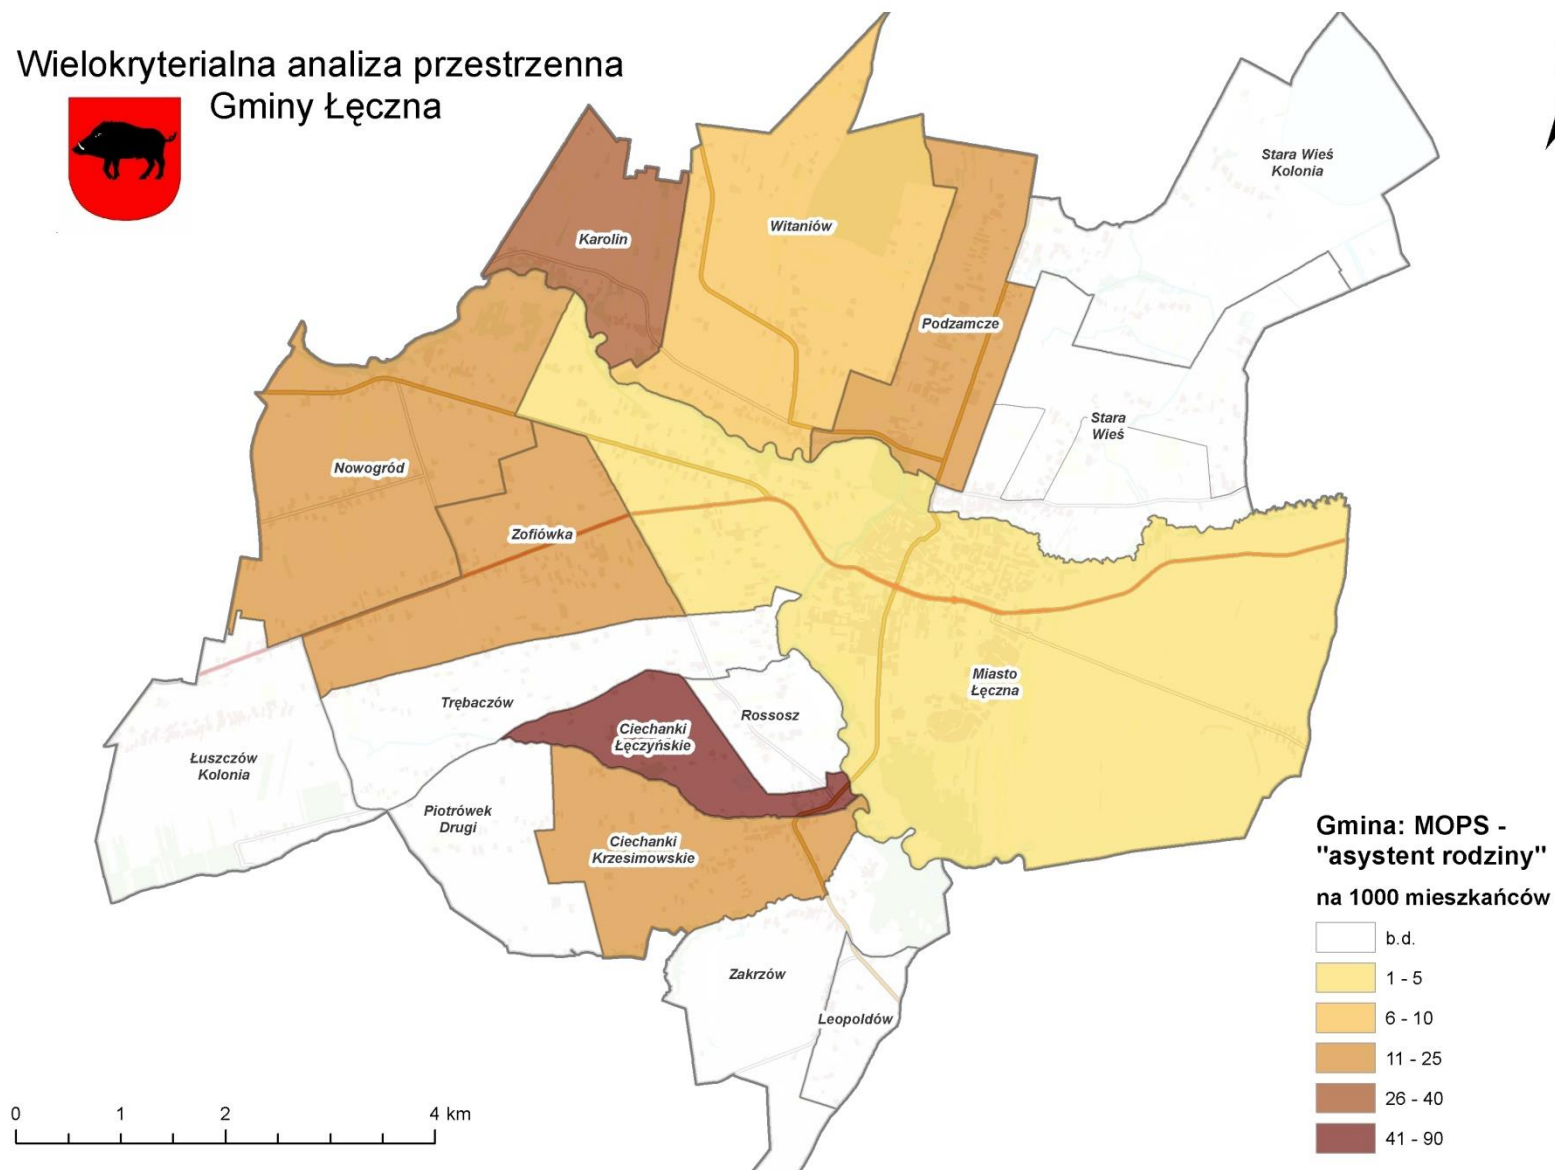 Wielokryterialna analiza przestrzenna
Gminy Łęczna
Stara Wieś
Kolonia
Karolin
Witaniów
Podzamcze
Stara
Wieś
Nowogród
Zofiówka
Miasto
Łęczna
Trębaczów
Rossosz
Ciechanki
Łęczyńskie
Łuszczów
Kolonia
Piotrówek
Drugi
Ciechanki
Krzesimowskie
Zakrzów
Leopoldów
Gmina: MOPS -
"asystent rodziny"
na 1000 mieszkańców
b.d.
1 - 5
6 - 10
11 - 25
26 - 40
41 - 90
0 1 2 4 km